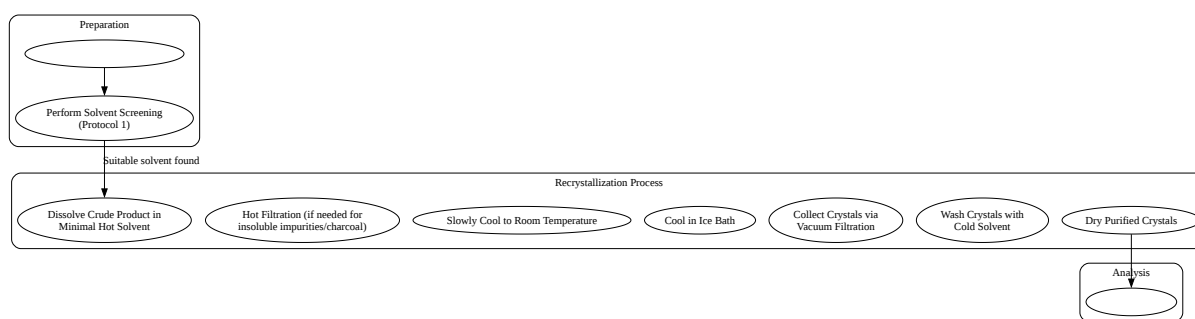 Preparation
Perform Solvent Screening
(Protocol 1)
Suitable solvent found
Recrystallization Process
Dissolve Crude Product in
Minimal Hot Solvent
Hot Filtration (if needed for
insoluble impurities/charcoal)
Slowly Cool to Room Temperature
Cool in Ice Bath
Collect Crystals via
Vacuum Filtration
Wash Crystals with
Cold Solvent
Dry Purified Crystals
Analysis